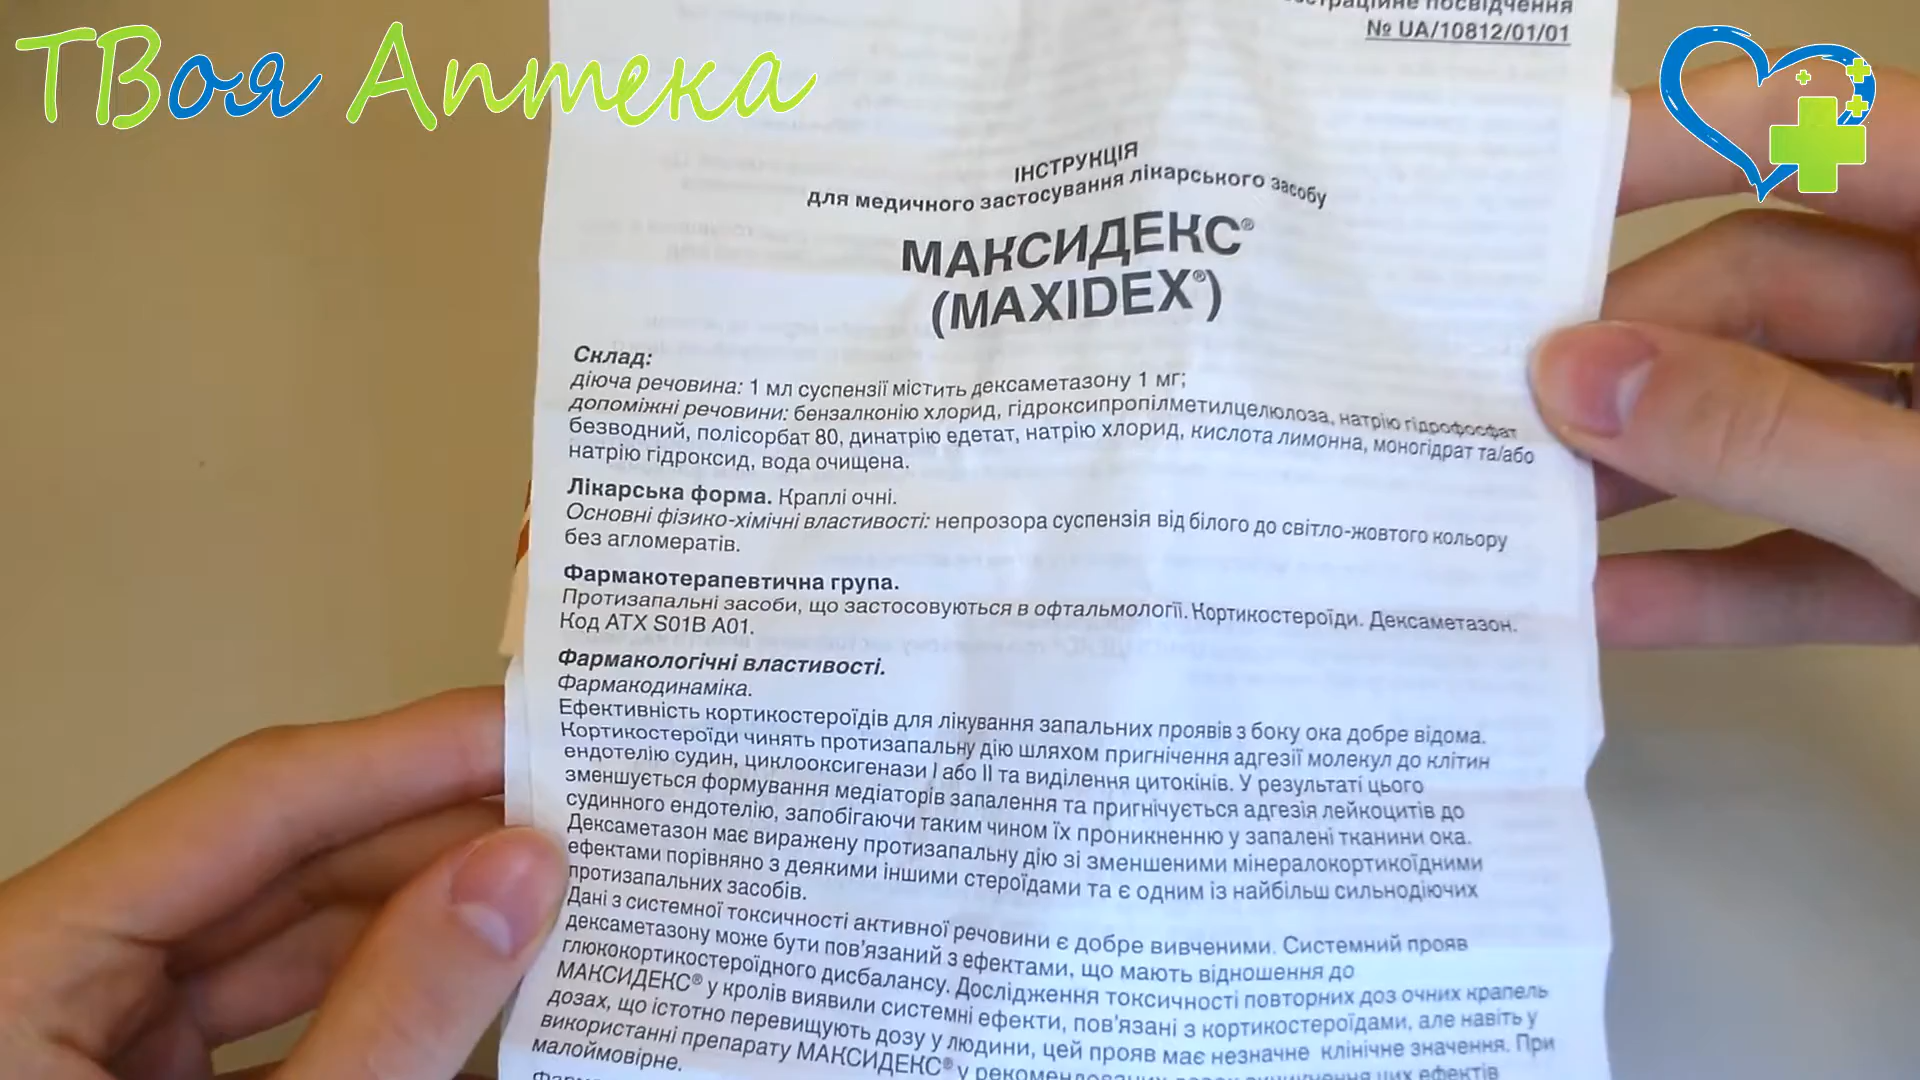 ТВоя Аптека
посвідчення
№ UA/10812/01/01
ІНСТРУКЦІЯ
для медичного застосування лікарського засобу
МАКСИДЕКС®
(MAXIDEX®)
Склад:
діюча речовина: 1 мл суспензії містить дексаметазону 1 мг;
допоміжні речовини: бензалконію хлорид, гідроксипропілметилцелюлоза, натрію гідрофосфат
безводний, полісорбат 80, динатрію едетат, натрію хлорид, кислота лимонна, моногідрат та/або
натрію гідроксид, вода очищена.
Лікарська форма. Краплі очні.
Основні фізико-хімічні властивості: непрозора суспензія від білого до світло-жовтого кольору
без агломератів.
Фармакотерапевтична група.
Протизапальні засоби, що застосовуються в офтальмології. Кортикостероїди. Дексаметазон.
Код АТХ S01B A01.
Фармакологічні властивості.
Фармакодинаміка.
Ефективність кортикостероїдів для лікування запальних проявів з боку ока добре відома.
Кортикостероїди чинять протизапальну дію шляхом пригнічення адгезії молекул до клітин
ендотелію судин, циклооксигенази I або II та виділення цитокінів. У результаті цього
зменшується формування медіаторів запалення та пригнічується адгезія лейкоцитів до
судинного ендотелію, запобігаючи таким чином їх проникненню у запалені тканини ока.
Дексаметазон має виражену протизапальну дію зі зменшеними мінералокортикоїдними
ефектами порівняно з деякими іншими стероїдами та є одним із найбільш сильнодіючих
протизапальних засобів.
Дані з системної токсичності активної речовини є добре вивченими. Системний прояв
дексаметазону може бути пов'язаний з ефектами, що мають відношення до
глюкокортикостероїдного дисбалансу. Дослідження токсичності повторних доз очних крапель
МАКСИДЕКС® у кролів виявили системні ефекти, пов'язані з кортикостероїдами, але навіть у
дозах, що істотно перевищують дозу у людини, цей прояв має незначне клінічне значення. При
використанні препарату МАКСИДЕКС® у рекомендованих дозах виникнення цих ефектів
малоймовірне.